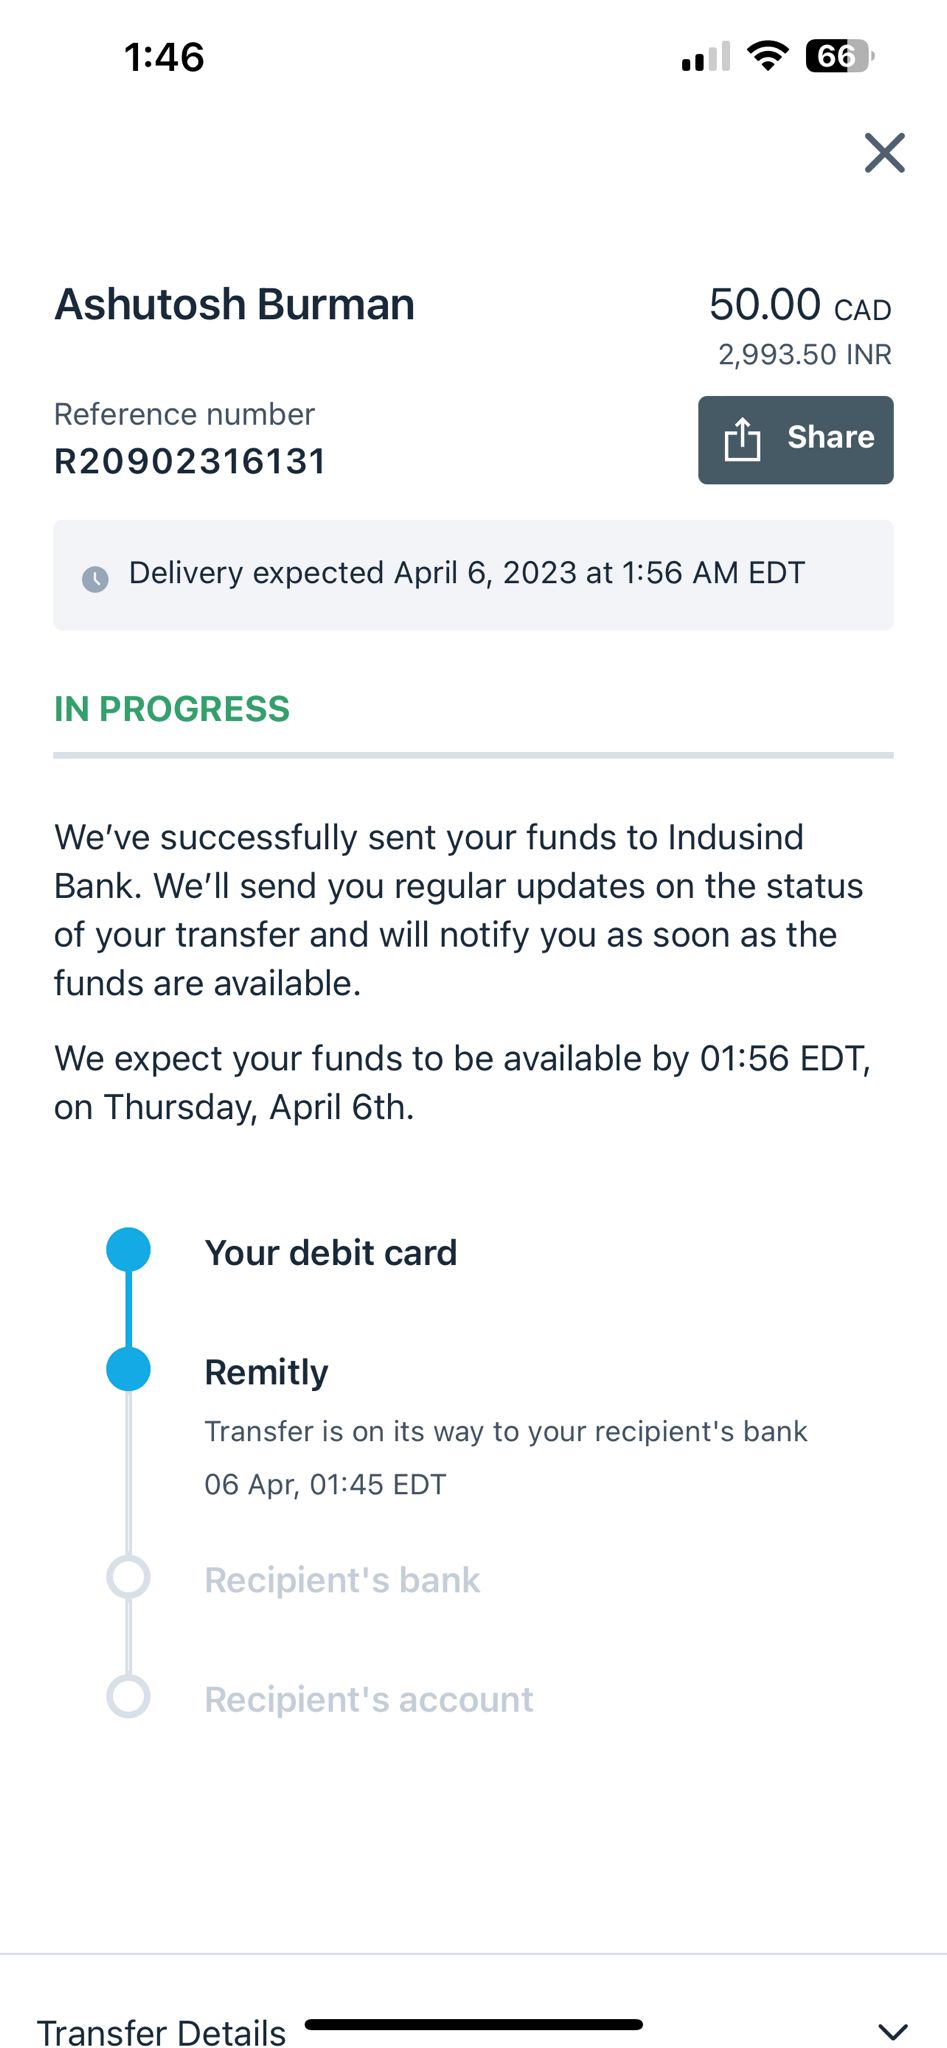 1:46
66
Ashutosh Burman
50.00 CAD
2,993.50 INR
Reference number
R20902316131
Share
Delivery expected April 6, 2023 at 1:56 AM EDT
IN PROGRESS
We’ve successfully sent your funds to Indusind
Bank. We’ll send you regular updates on the status
of your transfer and will notify you as soon as the
funds are available.
We expect your funds to be available by 01:56 EDT,
on Thursday, April 6th.
Your debit card
Remitly
Transfer is on its way to your recipient's bank
06 Apr, 01:45 EDT
Recipient's bank
Recipient's account
Transfer Details